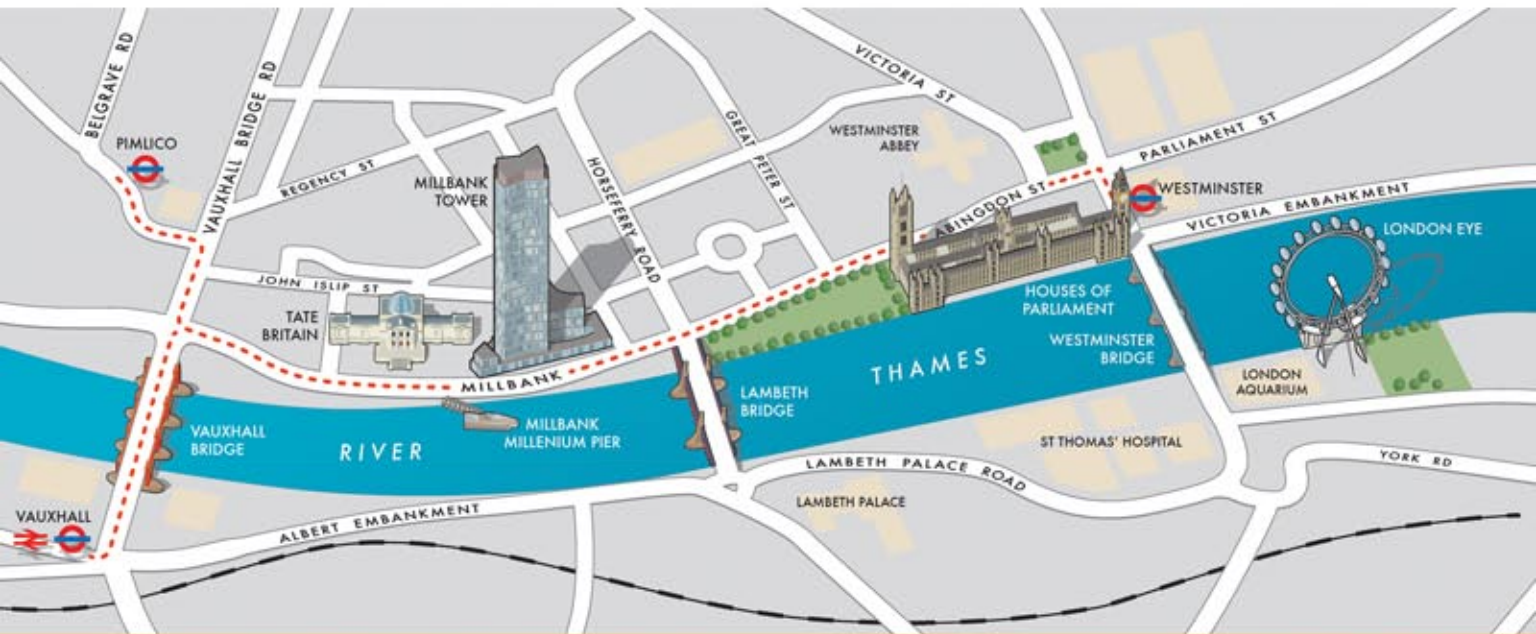 BELGRAVE RD
PIMLICO
VAUXHALL BRIDGE RD
REGENCY ST
MILLBANK
TOWER
HORSEFERRY ROAD
GREAT PETER ST
VICTORIA ST
WESTMINSTER
ABBEY
PARLIAMENT ST
ABINGDON ST
WESTMINSTER
VICTORIA EMBANKMENT
LONDON EYE
JOHN ISLIP ST
TATE
BRITAIN
HOUSES OF
PARLIAMENT
WESTMINSTER
BRIDGE
MILLBANK
THAMES
LONDON
AQUARIUM
LAMBETH
BRIDGE
VAUXHALL
BRIDGE
RIVER
MILLBANK
MILLENIUM PIER
ST THOMAS' HOSPITAL
LAMBETH PALACE ROAD
YORK RD
LAMBETH PALACE
VAUXHALL
ALBERT EMBANKMENT